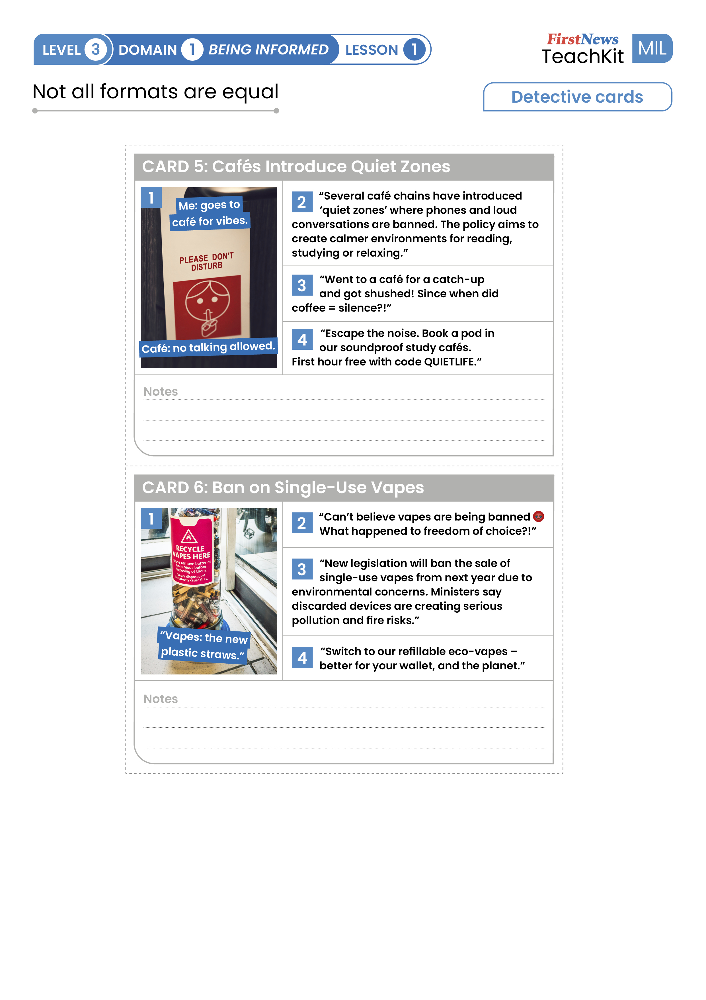 LEVEL 3 DOMAIN 1 BEING INFORMED LESSON 1
FirstNews
TeachKit
MIL
Not all formats are equal
Detective cards
CARD 5: Cafés Introduce Quiet Zones
1
Me: goes to
café for vibes.
PLEASE DON'T
DISTURB
Café: no talking allowed.
2 “Several café chains have introduced
‘quiet zones’ where phones and loud
conversations are banned. The policy aims to
create calmer environments for reading,
studying or relaxing.”
3 “Went to a café for a catch-up
and got shushed! Since when did
coffee = silence?!”
4 “Escape the noise. Book a pod in
our soundproof study cafés.
First hour free with code QUIETLIFE.”
Notes
CARD 6: Ban on Single-Use Vapes
1
RECYCLE
VAPES HERE
Please remove batteries
from Mods before
disposing of them.
Vapes disposed of
incorrectly cause fires.
“Vapes: the new
plastic straws.”
2 “Can’t believe vapes are being banned 😡
What happened to freedom of choice?!”
3 “New legislation will ban the sale of
single-use vapes from next year due to
environmental concerns. Ministers say
discarded devices are creating serious
pollution and fire risks.”
4 “Switch to our refillable eco-vapes –
better for your wallet, and the planet.”
Notes